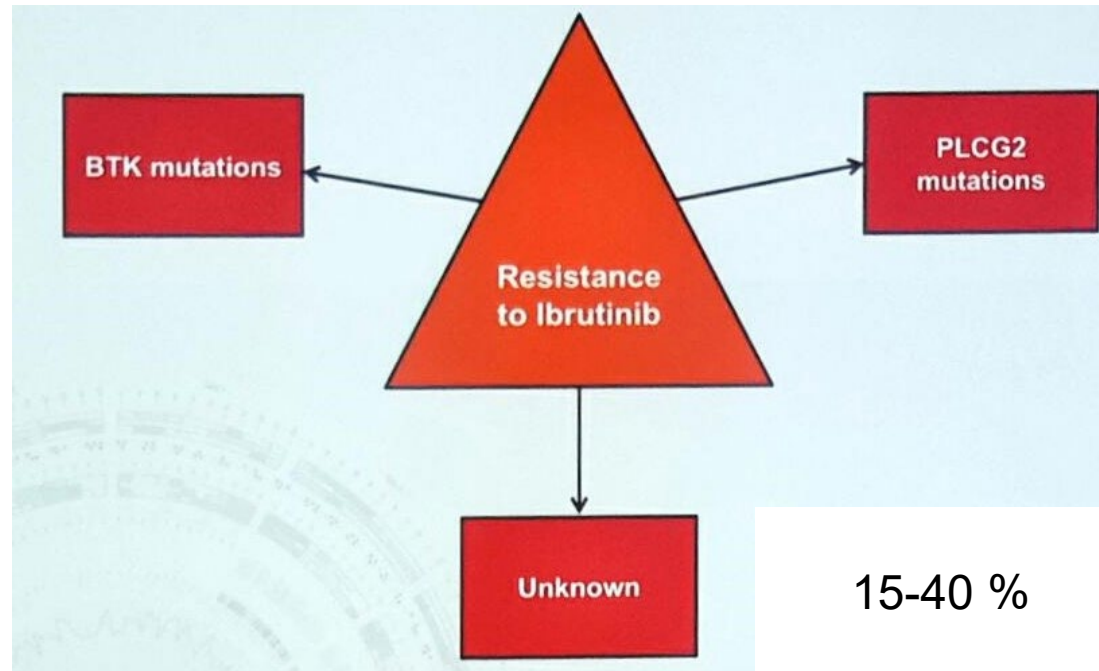 BTK mutations
PLCG2
mutations
Resistance
to Ibrutinib
Unknown
15-40 %